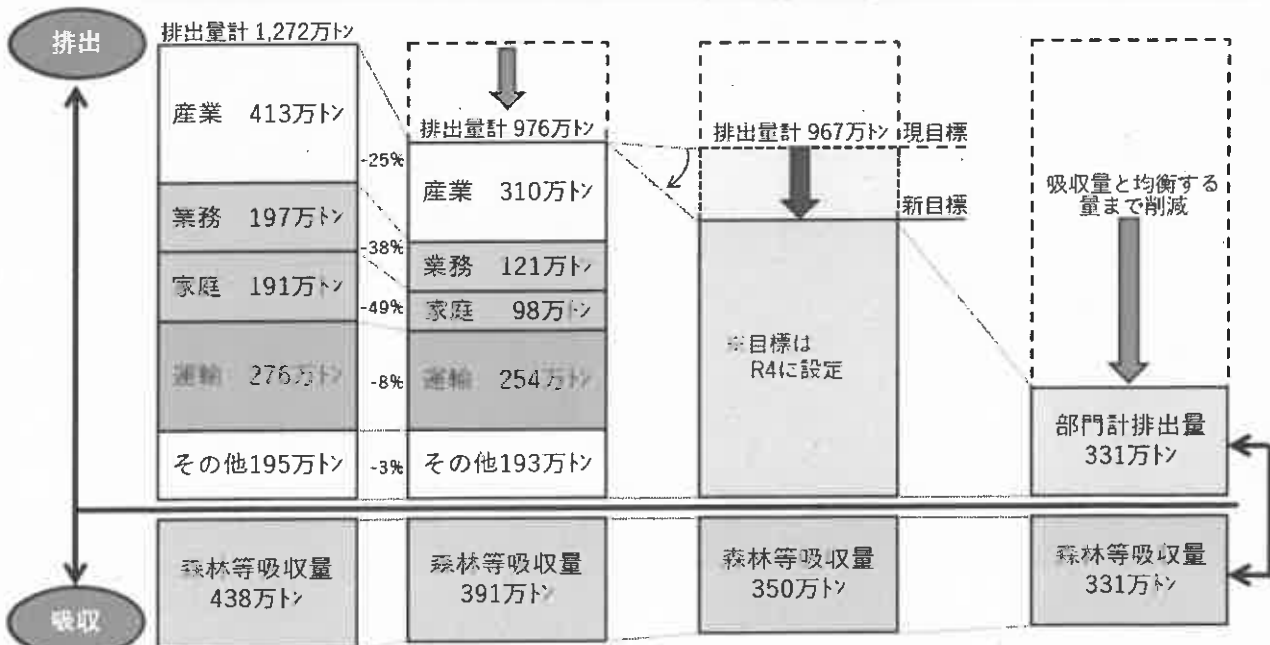 排出
排出量計 1,272万トン
産業 413万トン
業務 197万トン
家庭 191万トン
運輸 276万トン
その他195万トン
-25%
-38%
-49%
-8%
-3%
排出量計 976万トン
産業 310万トン
業務 121万トン
家庭 98万トン
運輸 254万トン
その他193万トン
排出量計 967万トン
現目標
新目標
※目標は
R4に設定
吸収量と均衡する
量まで削減
部門計排出量
331万トン
森林等吸収量
438万トン
森林等吸収量
391万トン
森林等吸収量
350万トン
森林等吸収量
331万トン
吸収